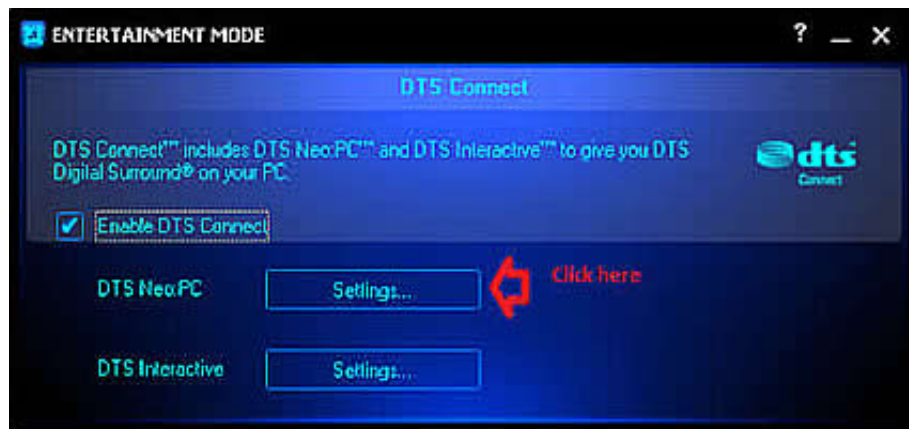 ENTERTAINMENT MODE ? _ X
DTS Connect
DTS Connect™ includes DTS Neo:PC™ and DTS Interactive™ to give you DTS
Digital Surround® on your PC.
dts
Connect
Enable DTS Connect
DTS Neo:PC Settings... Click here
DTS Interactive Settings...